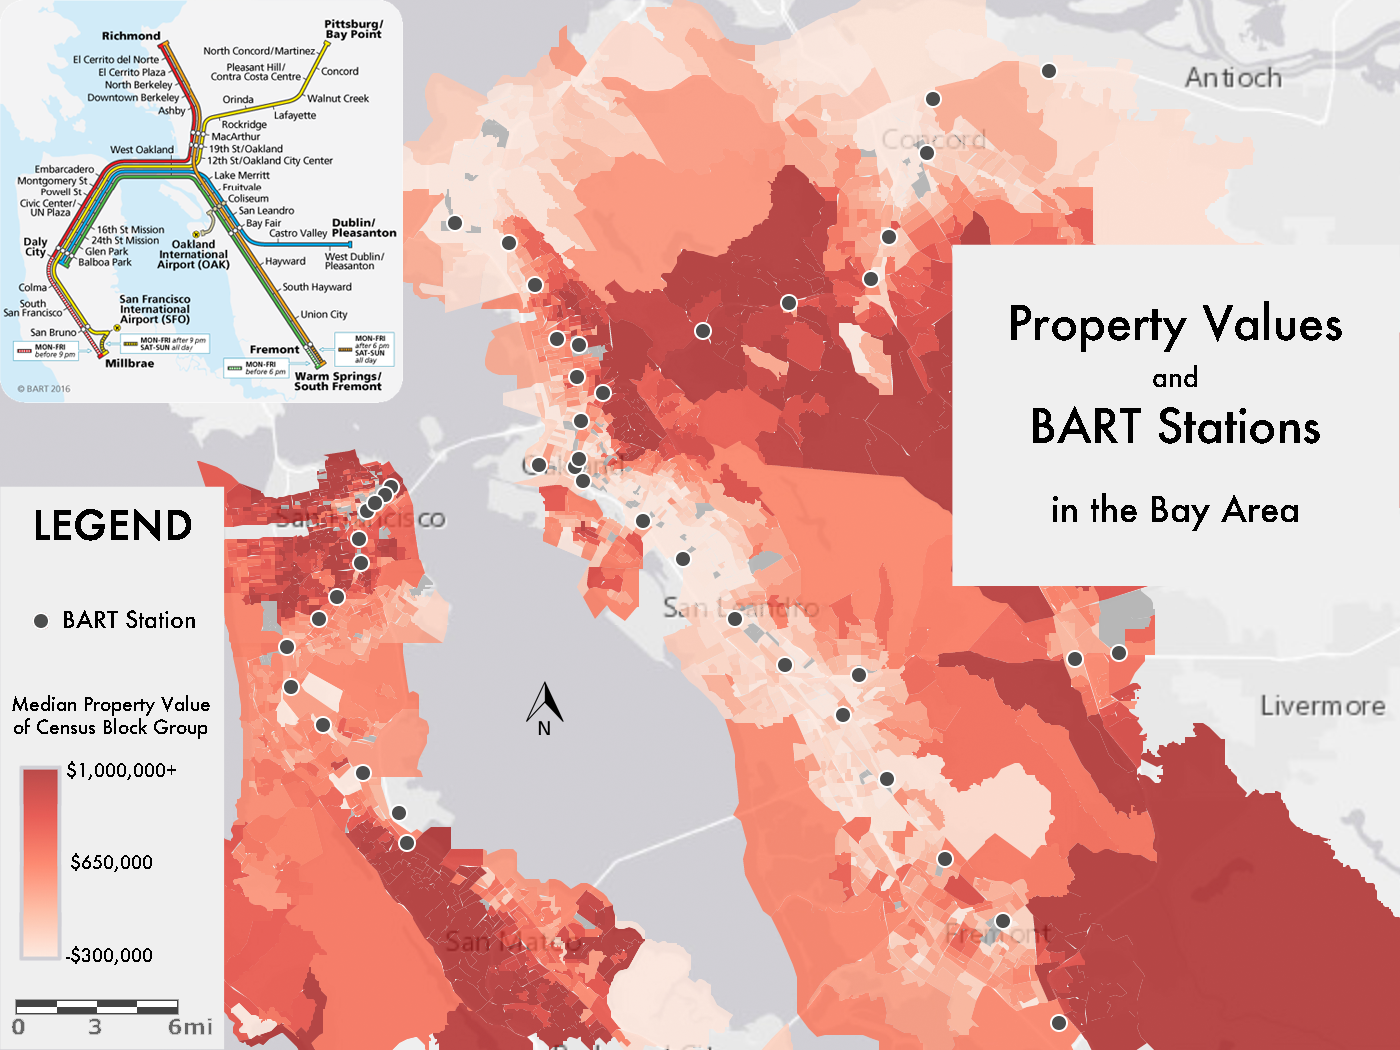 Richmond
El Cerrito del Norte
El Cerrito Plaza
North Berkeley
Downtown Berkeley
Ashby
Pittsburg/
Bay Point
North Concord/Martinez
Concord
Pleasant Hill/
Contra Costa Centre
Walnut Creek
Orinda
Lafayette
Rockridge
MacArthur
19th St/Oakland
12th St/Oakland City Center
West Oakland
Lake Merritt
Fruitvale
Coliseum
San Leandro
Bay Fair
Castro Valley
Dublin/
Pleasanton
West Dublin/
Pleasanton
Embarcadero
Montgomery St
Powell St
Civic Center/
UN Plaza
16th St Mission
24th St Mission
Glen Park
Balboa Park
Daly
City
Oakland
International
Airport (OAK)
Hayward
South Hayward
Union City
Colma
South
San Francisco
San Bruno
San Francisco
International
Airport (SFO)
MON-FRI
before 9 pm
MON-FRI after 9 pm
SAT-SUN all day
Millbrae
Fremont
MON-FRI
before 6 pm
MON-FRI
after 6 pm
SAT-SUN
all day
Warm Springs/
South Fremont
© BART 2016
Antioch
Concord
Property Values
and
BART Stations
in the Bay Area
Oakland
San Francisco
San Leandro
Livermore
San Mateo
Fremont
LEGEND
BART Station
Median Property Value
of Census Block Group
$1,000,000+
$650,000
-$300,000
0 3 6mi
N